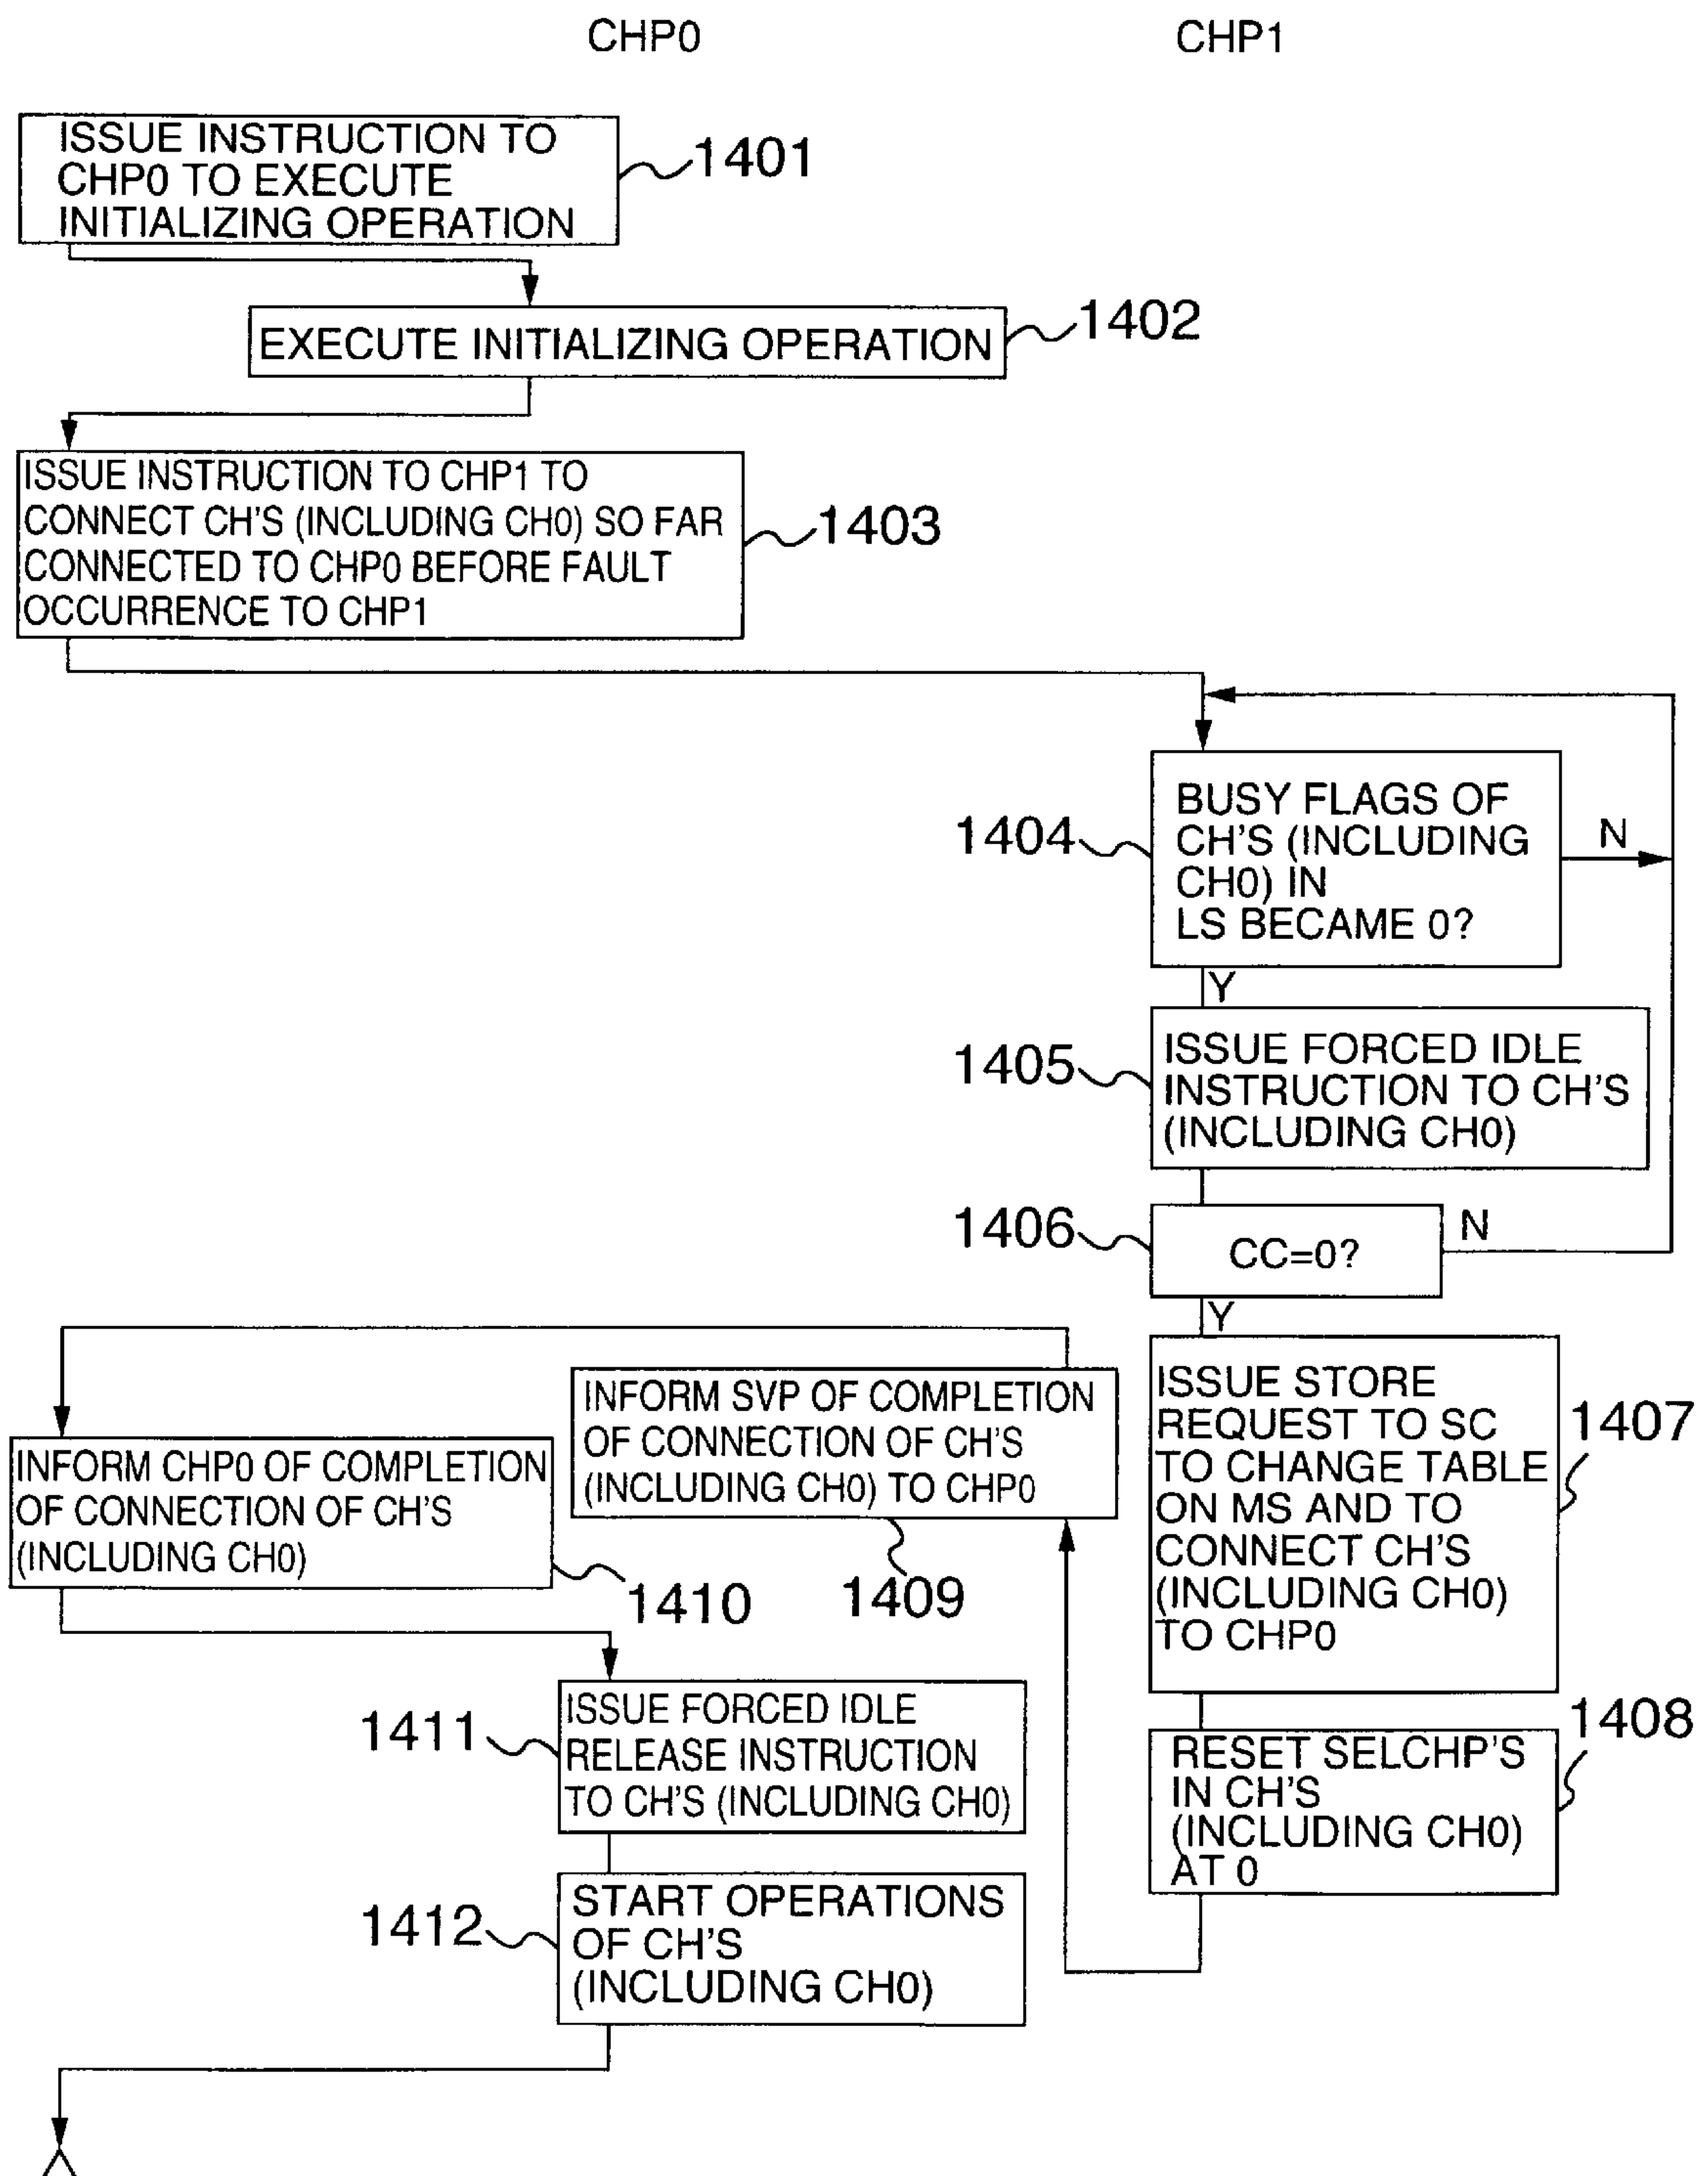 CHP0
CHP1
ISSUE INSTRUCTION TO
CHP0 TO EXECUTE
INITIALIZING OPERATION
1401
EXECUTE INITIALIZING OPERATION
1402
ISSUE INSTRUCTION TO CHP1 TO
CONNECT CH'S (INCLUDING CH0) SO FAR
CONNECTED TO CHP0 BEFORE FAULT
OCCURRENCE TO CHP1
1403
1404
BUSY FLAGS OF
CH'S (INCLUDING
CH0) IN
LS BECAME 0?
N
Y
1405
ISSUE FORCED IDLE
INSTRUCTION TO CH'S
(INCLUDING CH0)
1406
CC=0?
N
Y
ISSUE STORE
REQUEST TO SC
TO CHANGE TABLE
ON MS AND TO
CONNECT CH'S
(INCLUDING CH0)
TO CHP0
1407
RESET SELCHP'S
IN CH'S
(INCLUDING CH0)
AT 0
1408
INFORM SVP OF COMPLETION
OF CONNECTION OF CH'S
(INCLUDING CH0) TO CHP0
1409
INFORM CHP0 OF COMPLETION
OF CONNECTION OF CH'S
(INCLUDING CH0)
1410
1411
ISSUE FORCED IDLE
RELEASE INSTRUCTION
TO CH'S (INCLUDING CH0)
1412
START OPERATIONS
OF CH'S
(INCLUDING CH0)